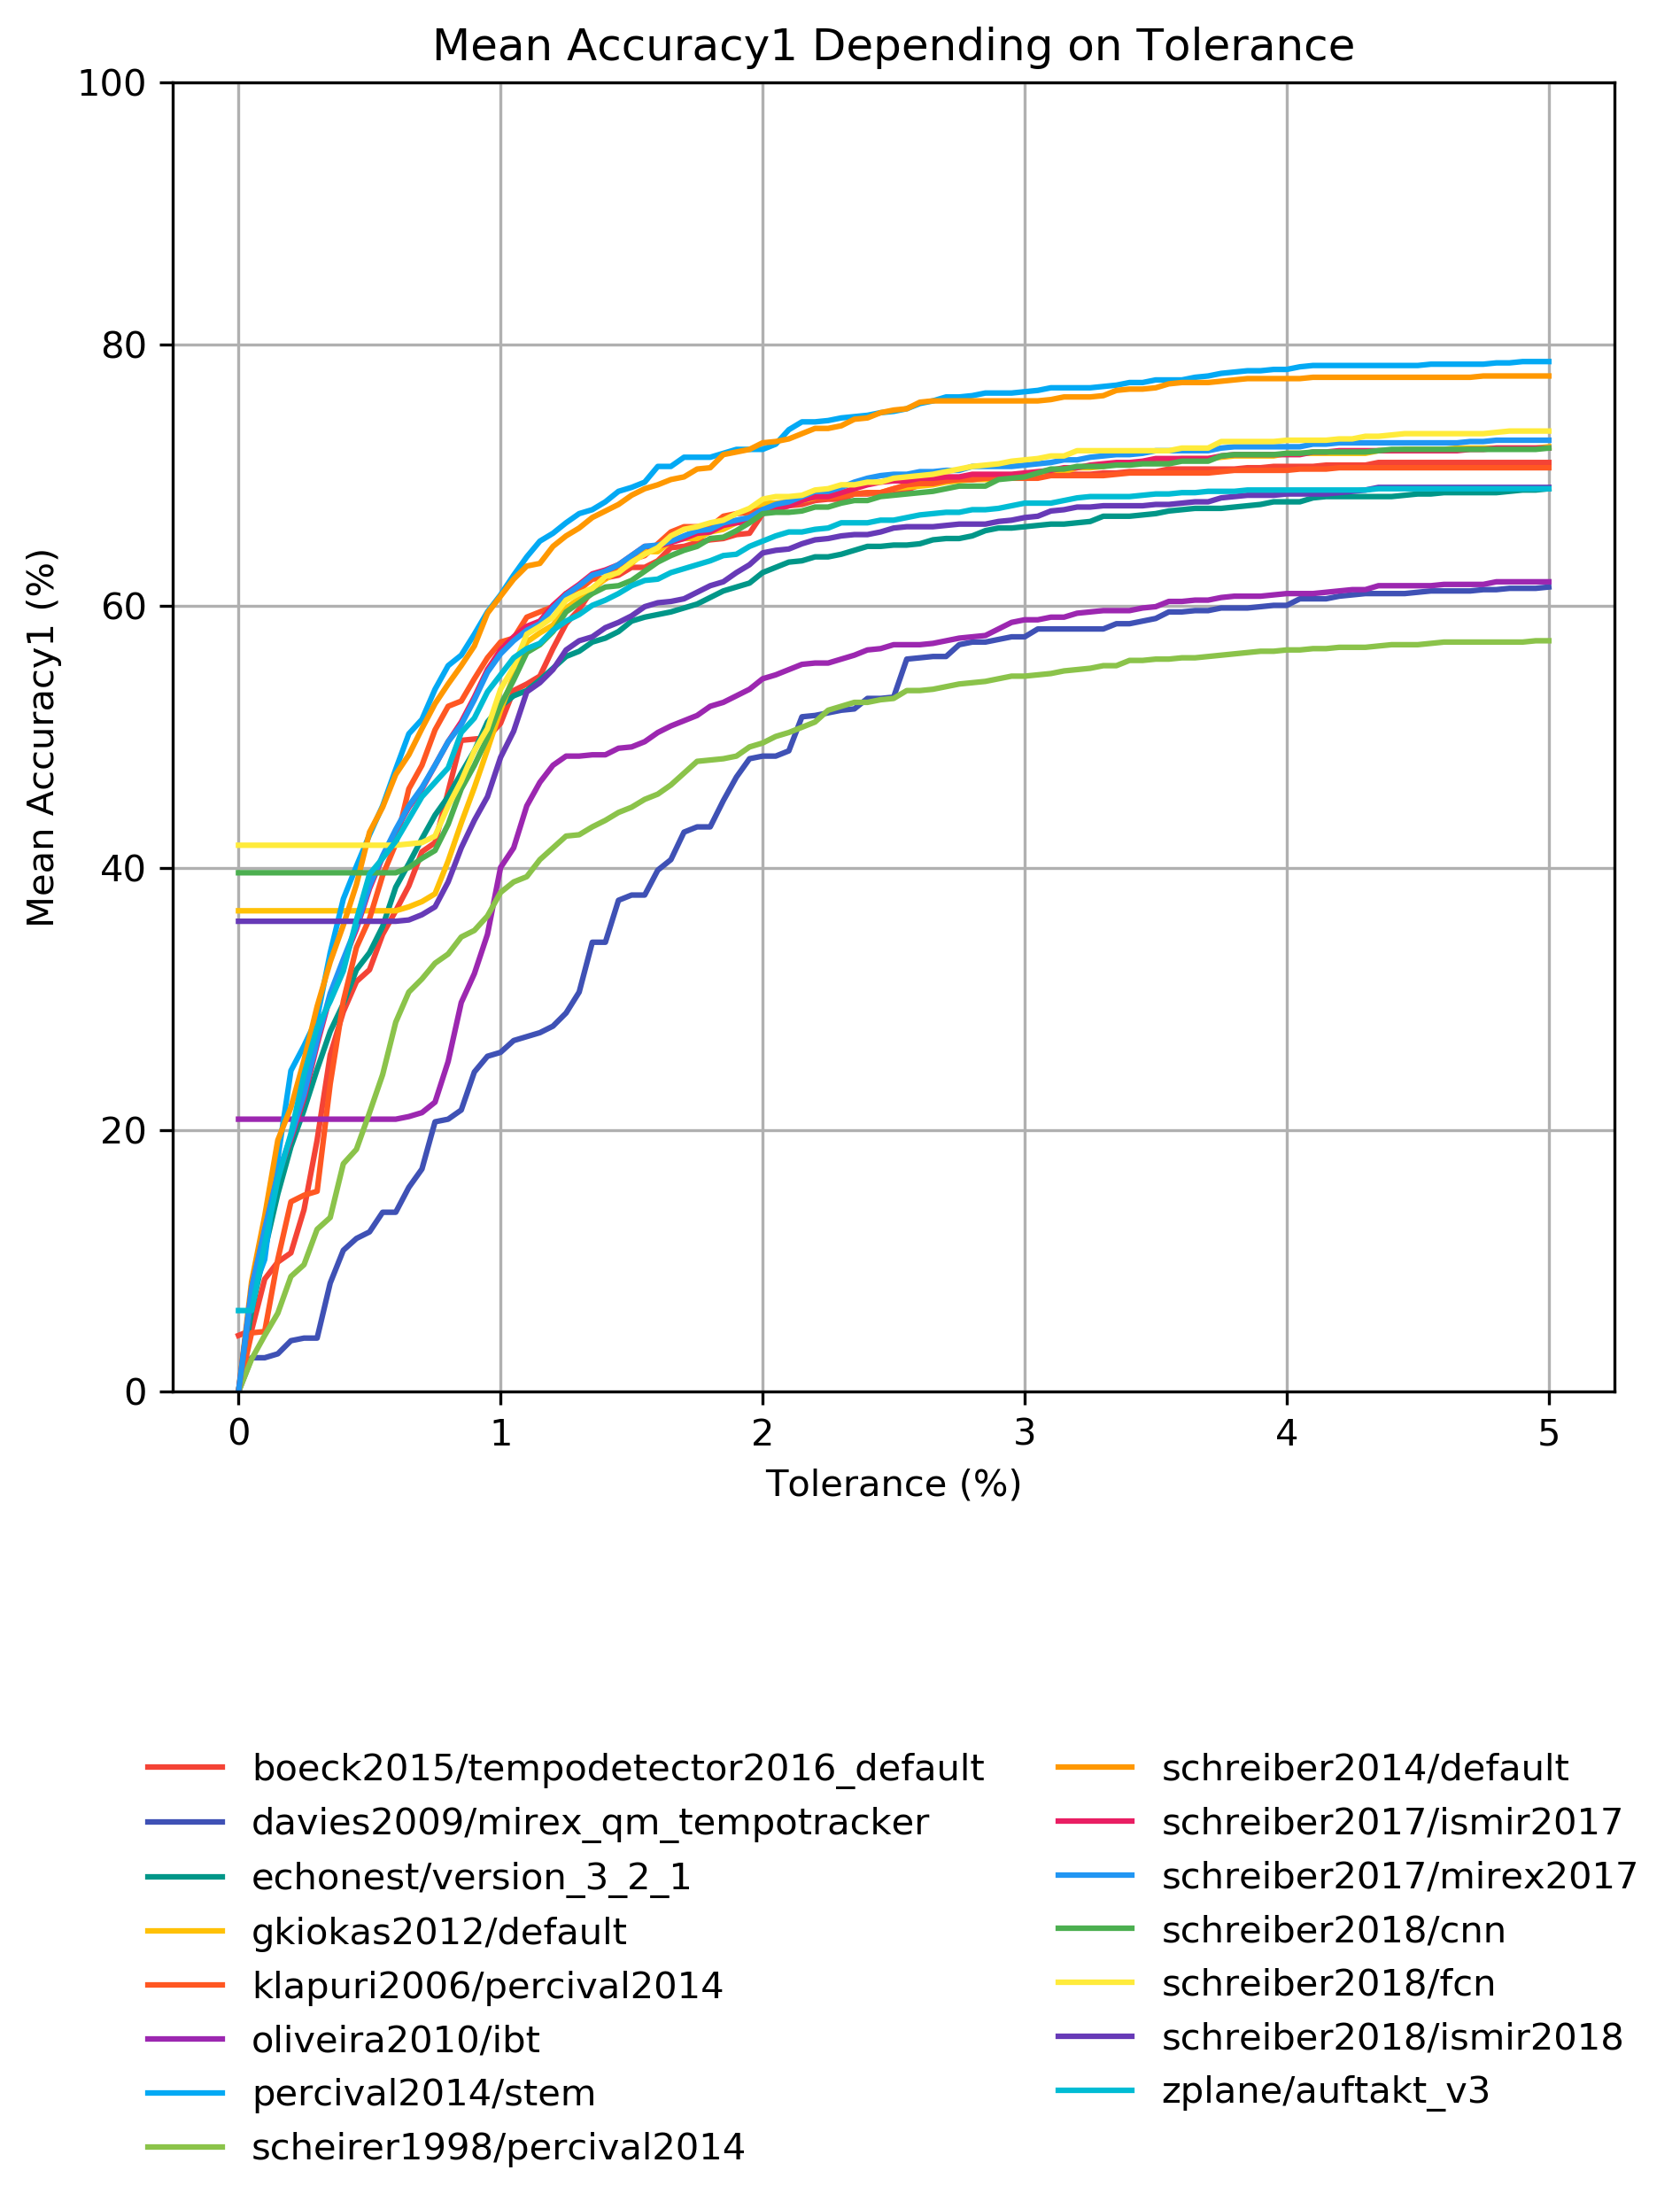 Mean Accuracy1 Depending on Tolerance
Mean Accuracy1 (%)
100
80
60
40
20
0
0 1 2 3 4 5
Tolerance (%)
boeck2015/tempodetector2016_default
davies2009/mirex_qm_tempotracker
echonest/version_3_2_1
gkiokas2012/default
klapuri2006/percival2014
oliveira2010/ibt
percival2014/stem
scheirer1998/percival2014
schreiber2014/default
schreiber2017/ismir2017
schreiber2017/mirex2017
schreiber2018/cnn
schreiber2018/fcn
schreiber2018/ismir2018
zplane/auftakt_v3